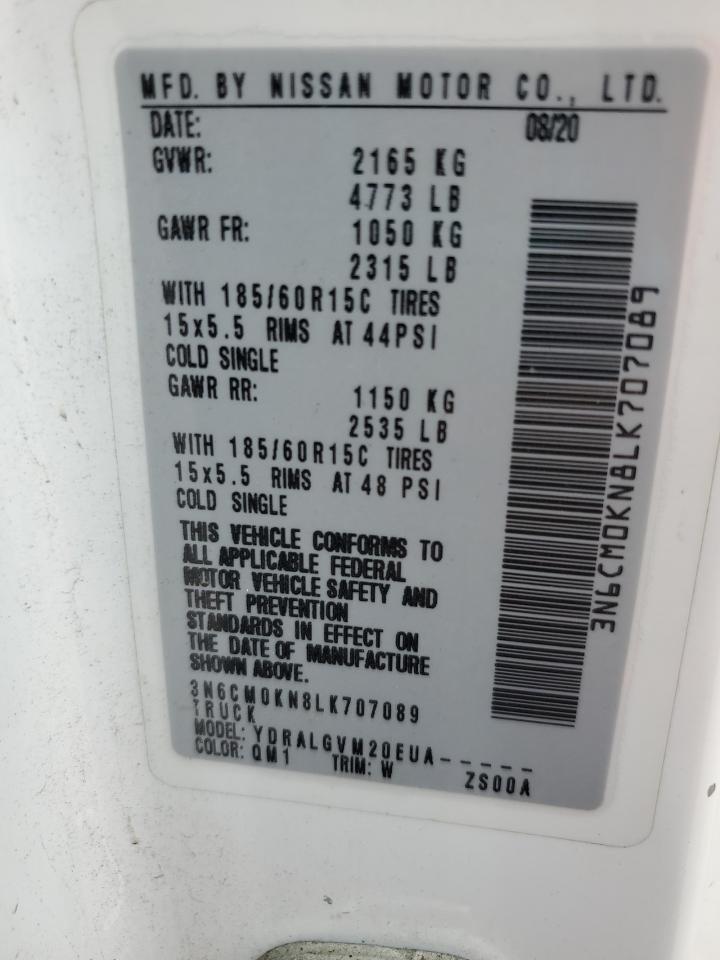 MFD. BY NISSAN MOTOR CO., LTD.
DATE: 08/20
GVWR: 2165 KG
4773 LB
GAWR FR: 1050 KG
2315 LB
WITH 185/60R15C TIRES
15x5.5 RIMS AT 44PSI
COLD SINGLE
GAWR RR: 1150 KG
2535 LB
WITH 185/60R15C TIRES
15x5.5 RIMS AT 48 PSI
COLD SINGLE
THIS VEHICLE CONFORMS TO
ALL APPLICABLE FEDERAL
MOTOR VEHICLE SAFETY AND
THEFT PREVENTION
STANDARDS IN EFFECT ON
THE DATE OF MANUFACTURE
SHOWN ABOVE.
3N6CM0KN8LK707089
TRUCK
MODEL: YDRALGVM20EUA-----
COLOR: QM1 TRIM: W ZS00A
3N6CM0KN8LK707089